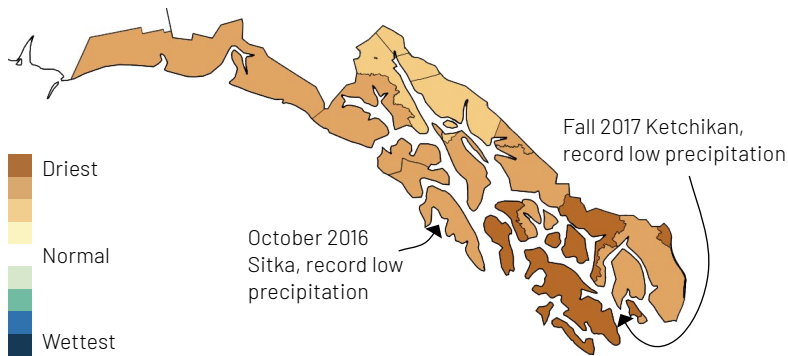 Fall 2017 Ketchikan,
record low precipitation
Driest
Normal
Wettest
October 2016
Sitka, record low
precipitation